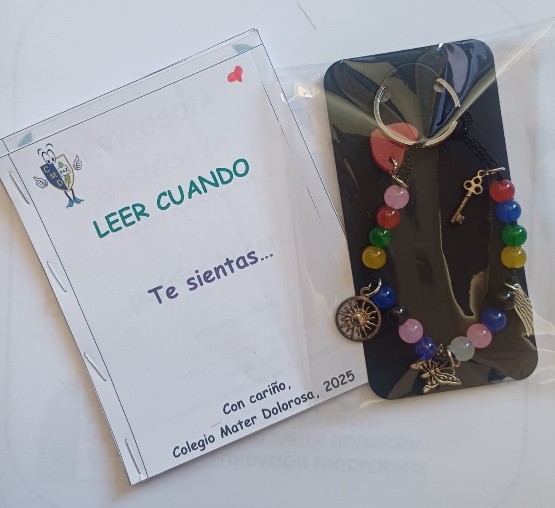 LEER CUANDO
Te sientas...
Con cariño,
Colegio Mater Dolorosa, 2025